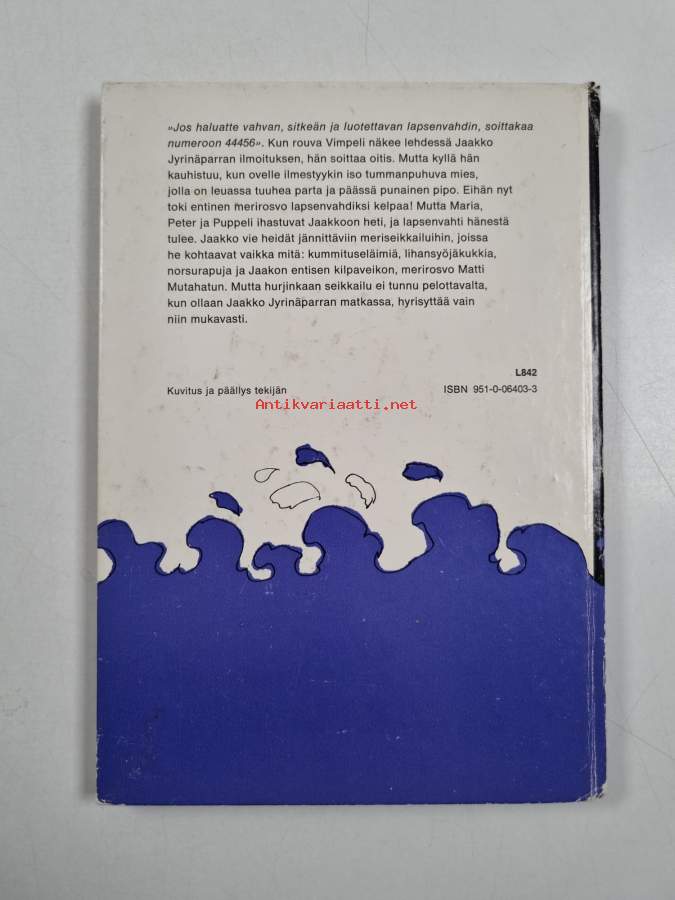 »Jos haluatte vahvan, sitkeän ja luotettavan lapsenvahdin, soittakaa
numeroon 44456». Kun rouva Vimpeli näkee lehdessä Jaakko
Jyrinäparran ilmoituksen, hän soittaa oitis. Mutta kyllä hän
kauhistuu, kun ovelle ilmestyykin iso tummanpuhuva mies,
jolla on leuassa tuuhea parta ja päässä punainen pipo. Eihän nyt
toki entinen merirosvo lapsenvahdiksi kelpaa! Mutta Maria,
Peter ja Puppeli ihastuvat Jaakkoon heti, ja lapsenvahti hänestä
tulee. Jaakko vie heidät jännittäviin meriseikkailuihin, joissa
he kohtaavat vaikka mitä: kummituseläimiä, lihansyöjäkukkia,
norsurapuja ja Jaakon entisen kilpaveikon, merirosvo Matti
Mutahatun. Mutta hurjinkaan seikkailu ei tunnu pelottavalta,
kun ollaan Jaakko Jyrinäparran matkassa, hyrisyttää vain
niin mukavasti.
L842
Kuvitus ja päällys tekijän ISBN 951-0-06403-3
Antikvariaatti.net